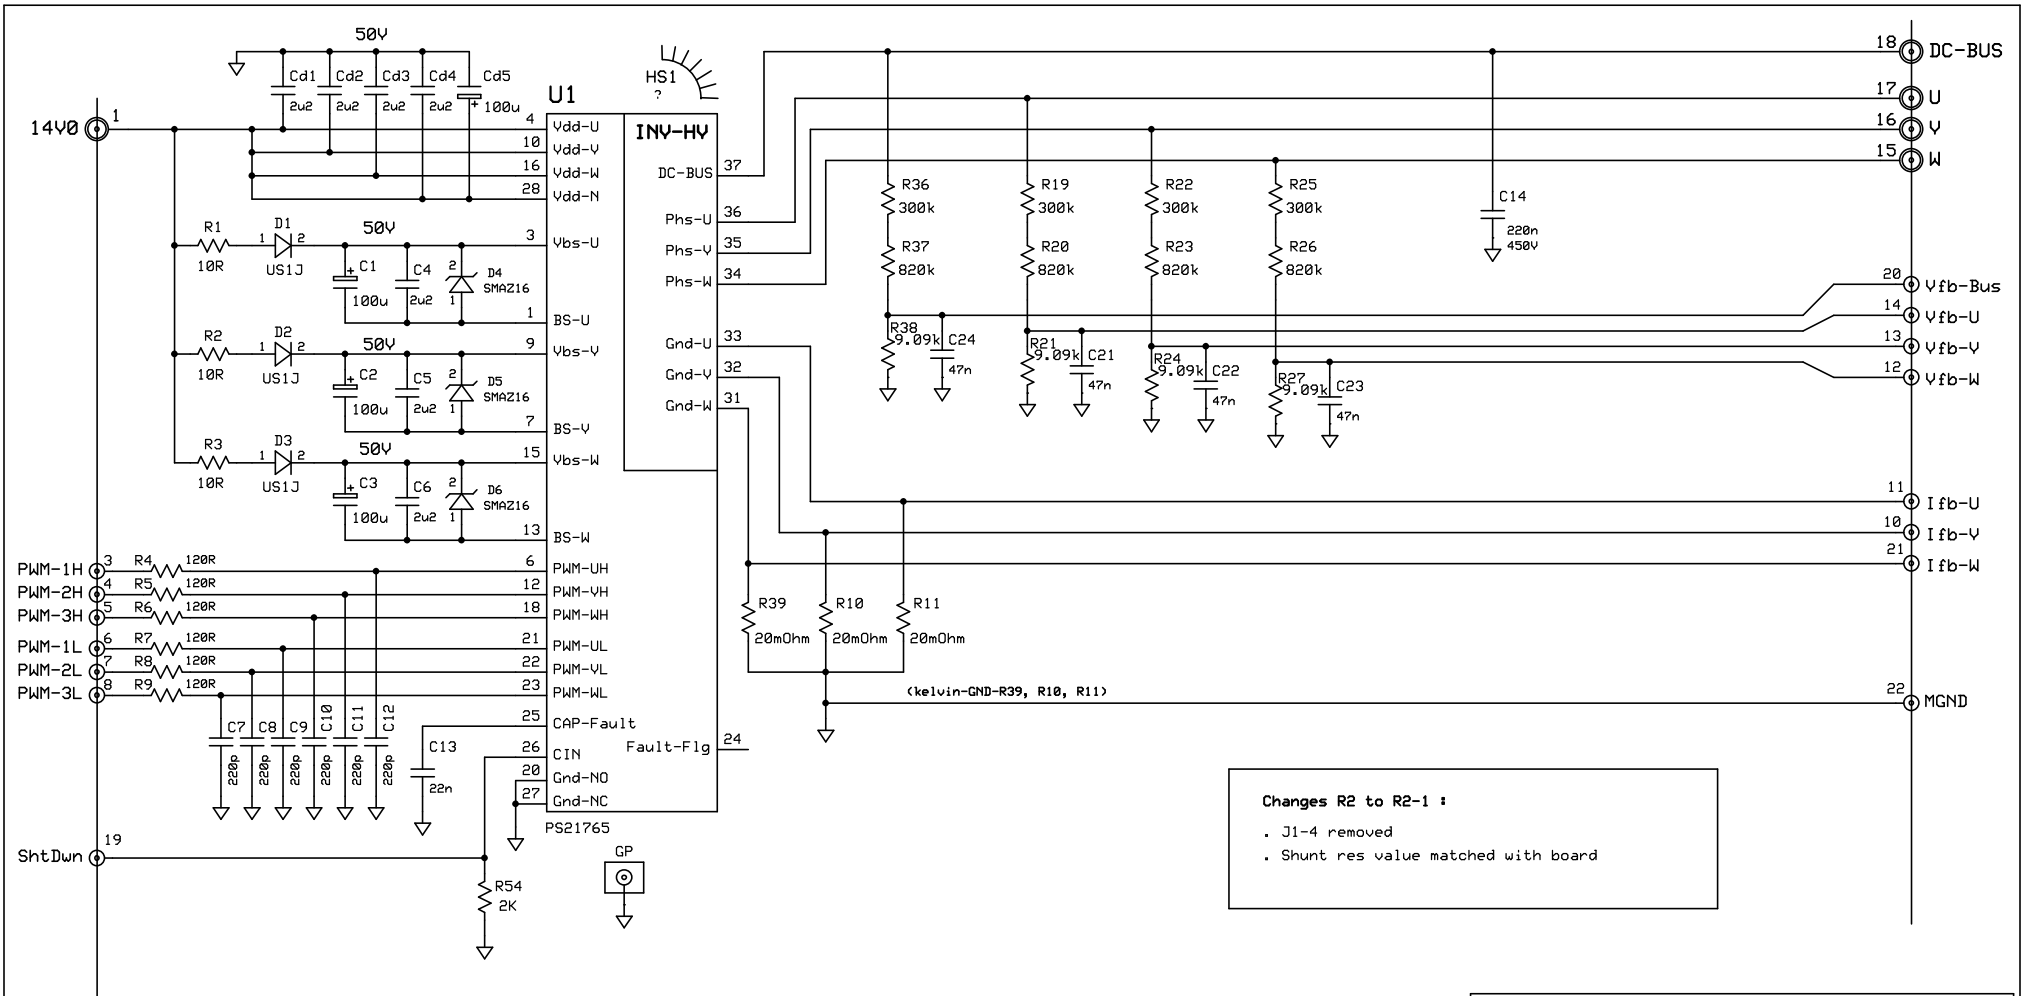 50V
Cd1 Cd2 Cd3 Cd4 Cd5
2u2 2u2 2u2 2u2 100u
HS1
?
U1
INV-HV
14V0 1
4 Vdd-U
10 Vdd-V
16 Vdd-W
28 Vdd-N
R1 10R
D1 1 2 US1J
50V
C1 100u
C4 2u2
D4 SMAZ16 2 1
3 Vbs-U
1 BS-U
R2 10R
D2 1 2 US1J
50V
C2 100u
C5 2u2
D5 SMAZ16 2 1
9 Vbs-V
7 BS-V
R3 10R
D3 1 2 US1J
50V
C3 100u
C6 2u2
D6 SMAZ16 2 1
15 Vbs-W
13 BS-W
PWM-1H 3 R4 120R 6 PWM-UH
PWM-2H 4 R5 120R 12 PWM-VH
PWM-3H 5 R6 120R 18 PWM-WH
PWM-1L 6 R7 120R 21 PWM-UL
PWM-2L 7 R8 120R 22 PWM-VL
PWM-3L 8 R9 120R 23 PWM-WL
C7 C8 C9 C10 C11 C12
220p 220p 220p 220p 220p 220p
C13 22n
25 CAP-Fault
26 CIN
20 Gnd-NO
27 Gnd-NC
PS21765
ShtDwn 19
R54 2K
GP
DC-BUS 37
Phs-U 36
Phs-V 35
Phs-W 34
Gnd-U 33
Gnd-V 32
Gnd-W 31
Fault-Flg 24
R36 300k
R37 820k
R38 9.09k
C24 47n
R19 300k
R20 820k
R21 9.09k
C21 47n
R22 300k
R23 820k
R24 9.09k
C22 47n
R25 300k
R26 820k
R27 9.09k
C23 47n
C14 220n 450V
R39 20mOhm
R10 20mOhm
R11 20mOhm
(kelvin-GND-R39, R10, R11)
18 DC-BUS
17 U
16 V
15 W
20 Vfb-Bus
14 Vfb-U
13 Vfb-V
12 Vfb-W
11 Ifb-U
10 Ifb-V
21 Ifb-W
22 MGND
Changes R2 to R2-1 :
. J1-4 removed
. Shunt res value matched with board